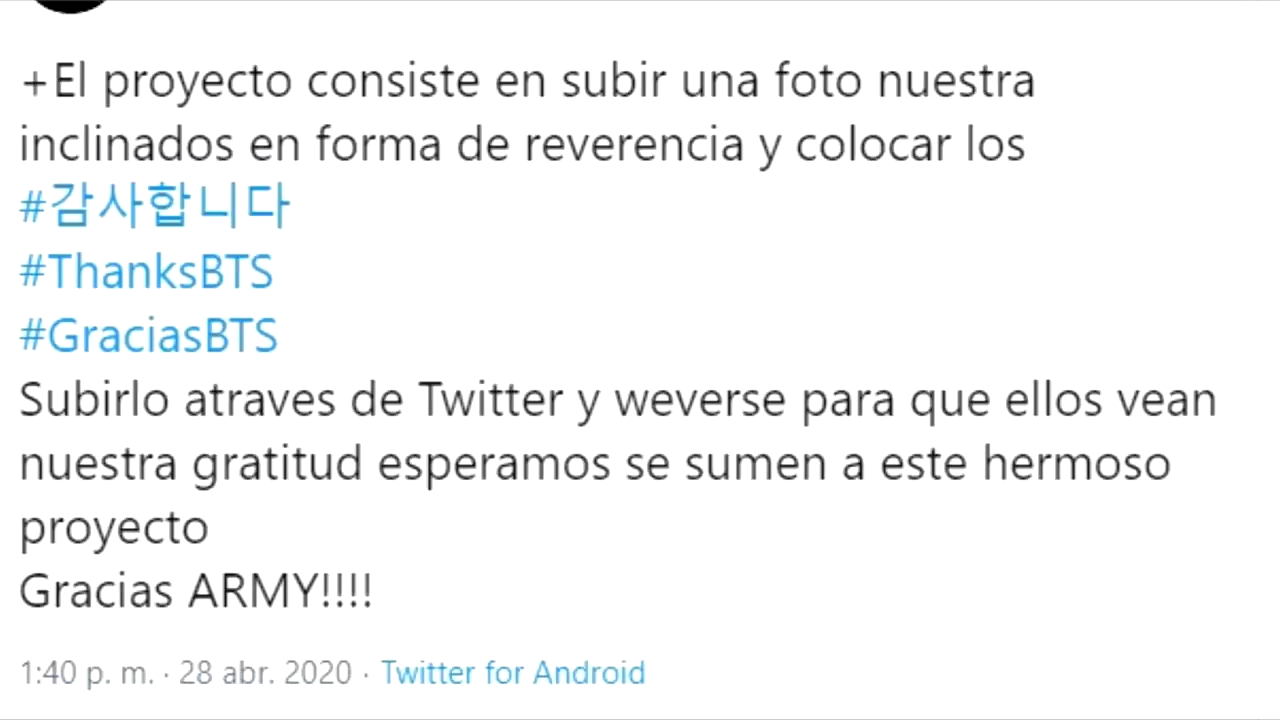 +El proyecto consiste en subir una foto nuestra
inclinados en forma de reverencia y colocar los
#감사합니다
#ThanksBTS
#GraciasBTS
Subirlo atraves de Twitter y weverse para que ellos vean
nuestra gratitud esperamos se sumen a este hermoso
proyecto
Gracias ARMY!!!!
1:40 p. m. · 28 abr. 2020 · Twitter for Android